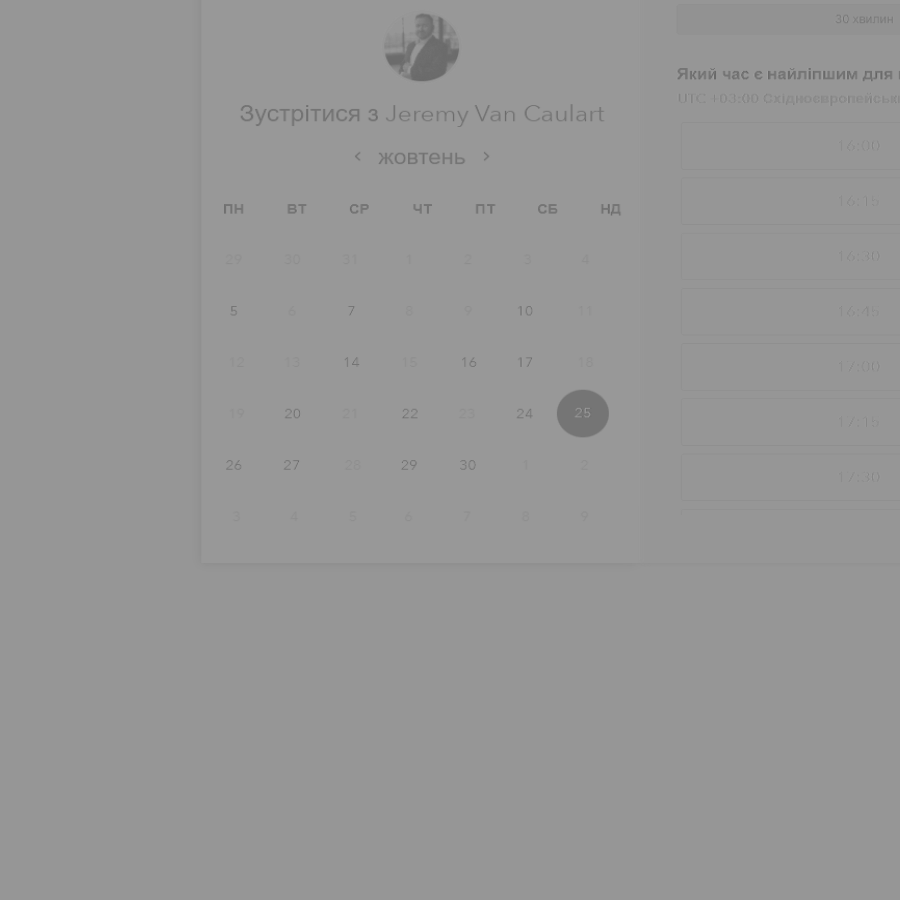 Зустрітися з Jeremy Van Caulart
жовтень
ПН ВТ СР ЧТ ПТ СБ НД
29 30 31 1 2 3 4
5 6 7 8 9 10 11
12 13 14 15 16 17 18
19 20 21 22 23 24 25
26 27 28 29 30 1 2
3 4 5 6 7 8 9
30 хвилин
Який час є найліпшим для
UTC +03:00 Східноєвропейськ
16:00
16:15
16:30
16:45
17:00
17:15
17:30